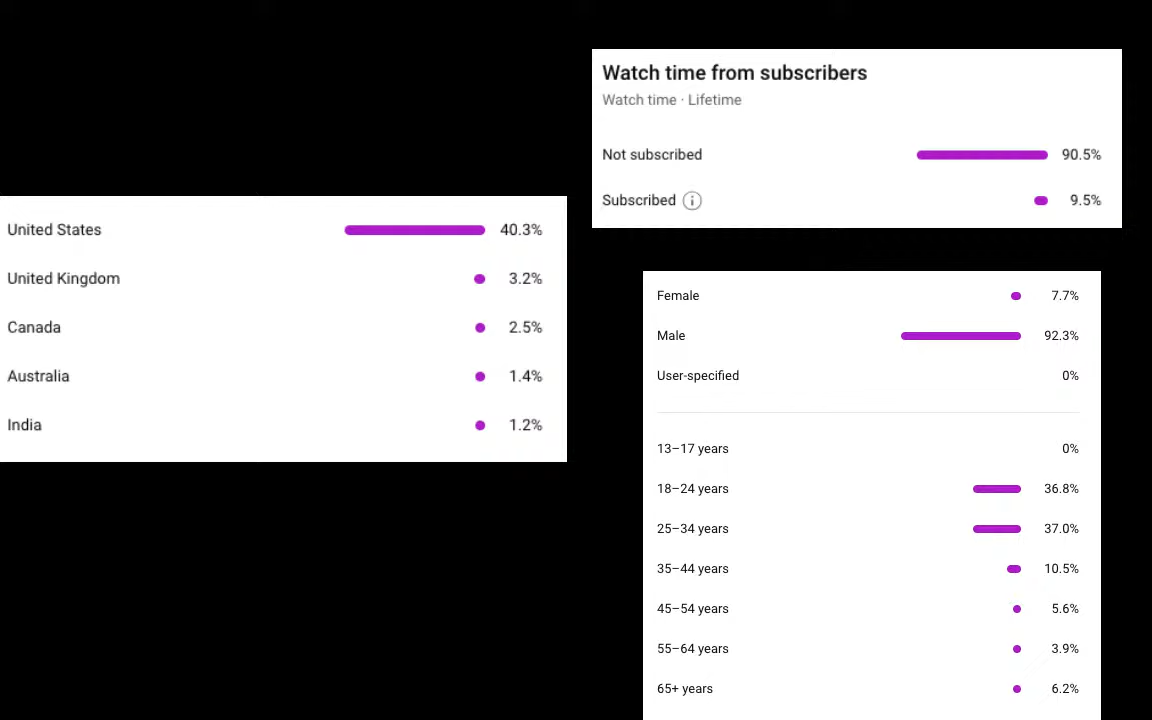 United States 40.3%
United Kingdom 3.2%
Canada 2.5%
Australia 1.4%
India 1.2%
Watch time from subscribers
Watch time · Lifetime
Not subscribed 90.5%
Subscribed 9.5%
Female 7.7%
Male 92.3%
User-specified 0%
13–17 years 0%
18–24 years 36.8%
25–34 years 37.0%
35–44 years 10.5%
45–54 years 5.6%
55–64 years 3.9%
65+ years 6.2%